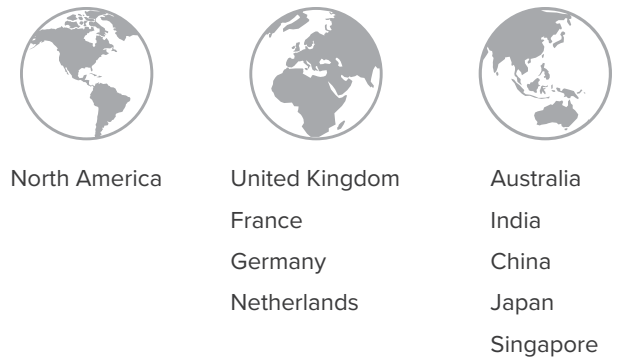 North America
United Kingdom
France
Germany
Netherlands
Australia
India
China
Japan
Singapore